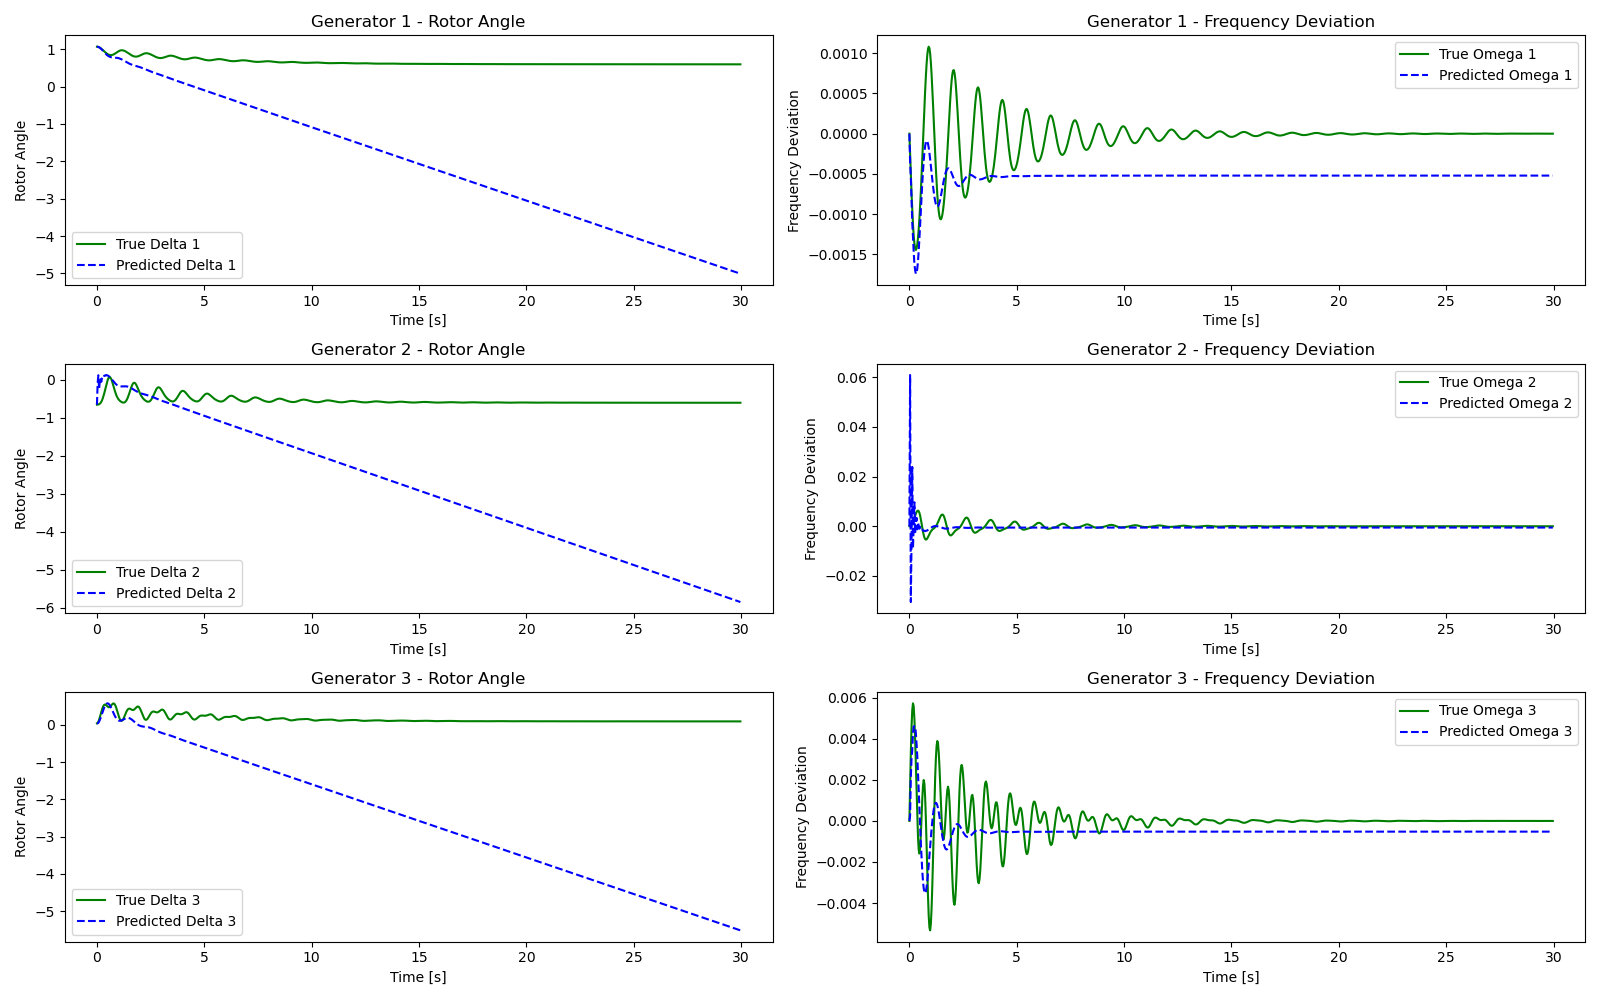 Generator 1 - Rotor Angle
Rotor Angle
1
0
−1
−2
−3
−4
−5
True Delta 1
Predicted Delta 1
0 5 10 15 20 25 30
Time [s]
Generator 1 - Frequency Deviation
Frequency Deviation
0.0010
0.0005
0.0000
−0.0005
−0.0010
−0.0015
True Omega 1
Predicted Omega 1
0 5 10 15 20 25 30
Time [s]
Generator 2 - Rotor Angle
Rotor Angle
0
−1
−2
−3
−4
−5
−6
True Delta 2
Predicted Delta 2
0 5 10 15 20 25 30
Time [s]
Generator 2 - Frequency Deviation
Frequency Deviation
0.06
0.04
0.02
0.00
−0.02
True Omega 2
Predicted Omega 2
0 5 10 15 20 25 30
Time [s]
Generator 3 - Rotor Angle
Rotor Angle
0
−1
−2
−3
−4
−5
True Delta 3
Predicted Delta 3
0 5 10 15 20 25 30
Time [s]
Generator 3 - Frequency Deviation
Frequency Deviation
0.006
0.004
0.002
0.000
−0.002
−0.004
True Omega 3
Predicted Omega 3
0 5 10 15 20 25 30
Time [s]